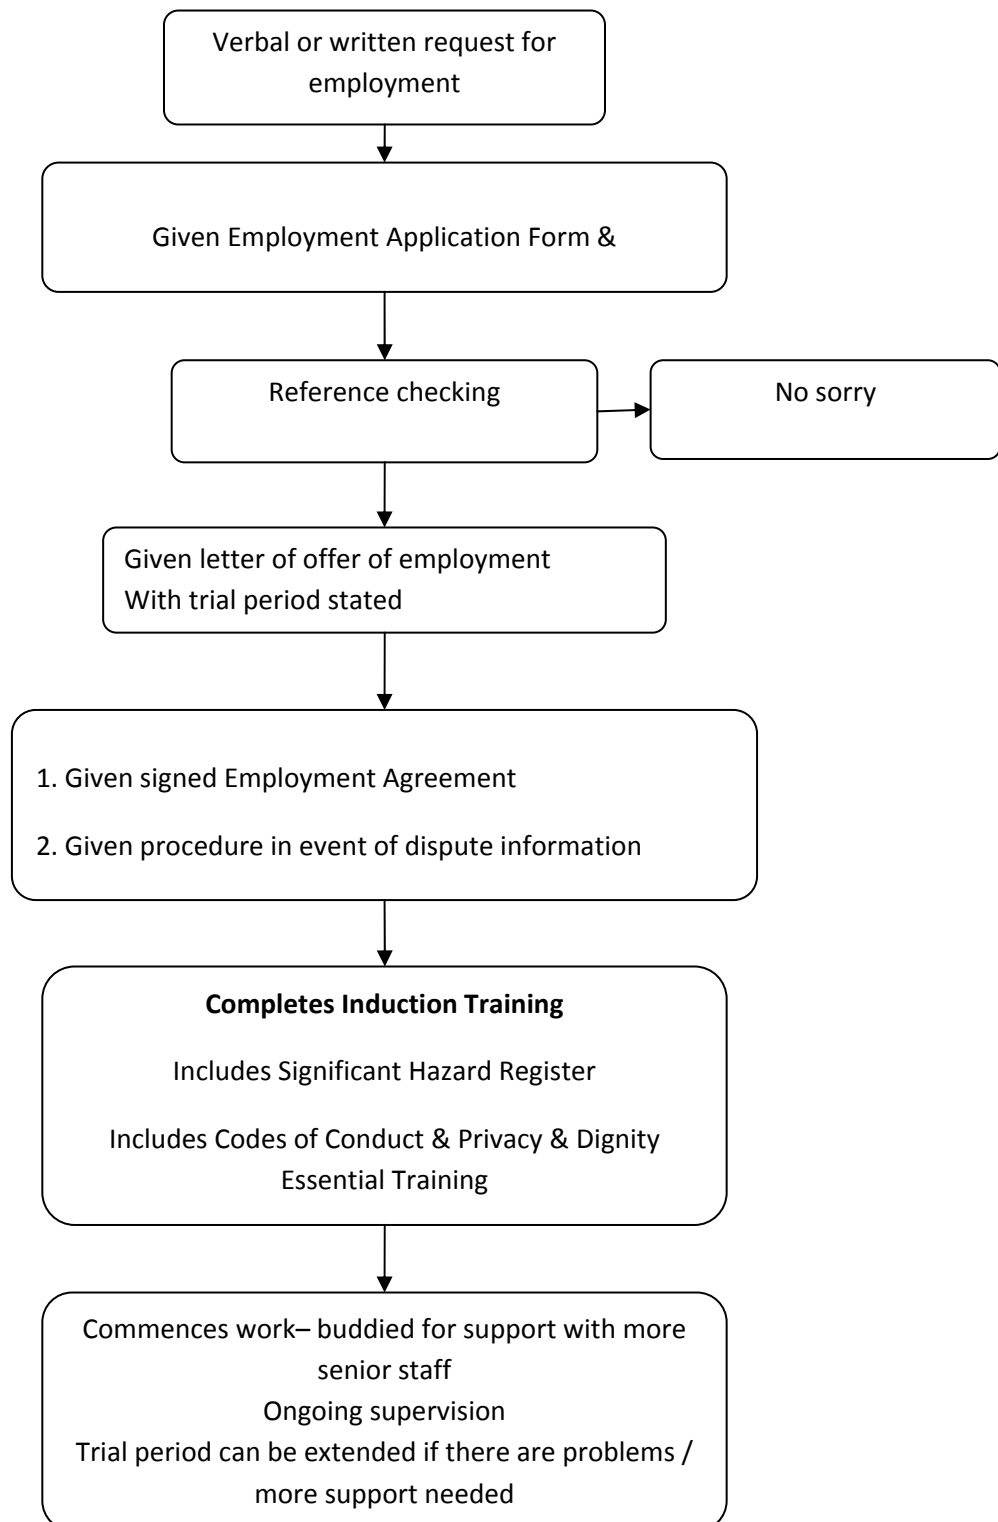 Verbal or written request for
employment
Given Employment Application Form &
Reference checking
No sorry
Given letter of offer of employment
With trial period stated
1. Given signed Employment Agreement
2. Given procedure in event of dispute information
Completes Induction Training
Includes Significant Hazard Register
Includes Codes of Conduct & Privacy & Dignity
Essential Training
Commences work– buddied for support with more
senior staff
Ongoing supervision
Trial period can be extended if there are problems /
more support needed